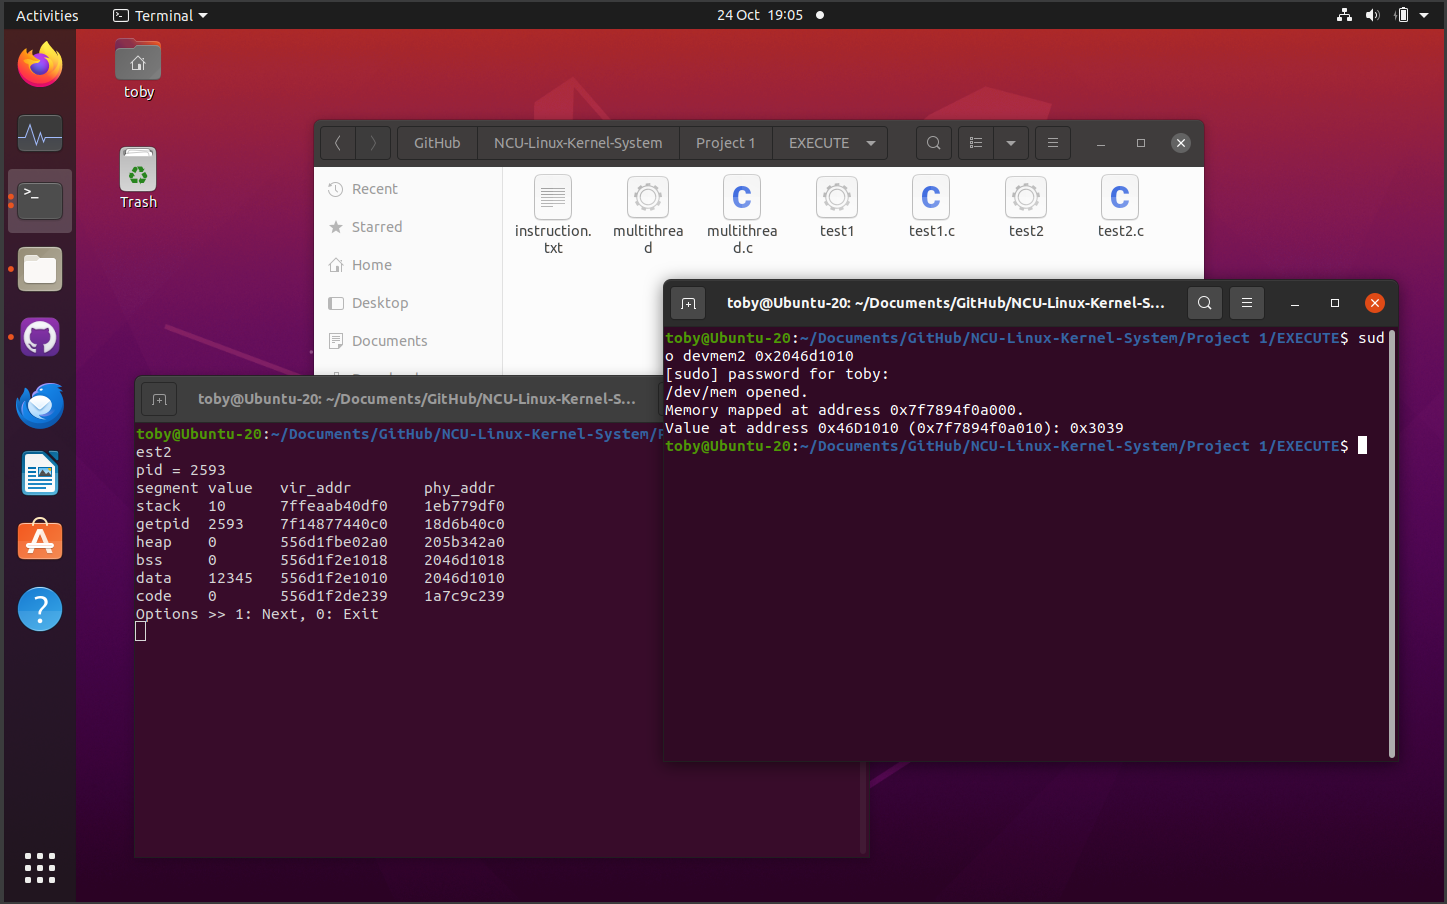 Activities
Terminal
24 Oct 19:05
toby
Trash
GitHub
NCU-Linux-Kernel-System
Project 1
EXECUTE
Recent
Starred
Home
Desktop
Documents
instruction.
txt
multithrea
d
multithrea
d.c
test1
test1.c
test2
test2.c
toby@Ubuntu-20: ~/Documents/GitHub/NCU-Linux-Kernel-S...
toby@Ubuntu-20:~/Documents/GitHub/NCU-Linux-Kernel-System/Project 1/EXECUTE$ sud
o devmem2 0x2046d1010
[sudo] password for toby:
/dev/mem opened.
Memory mapped at address 0x7f7894f0a000.
Value at address 0x46D1010 (0x7f7894f0a010): 0x3039
toby@Ubuntu-20:~/Documents/GitHub/NCU-Linux-Kernel-System/Project 1/EXECUTE$
toby@Ubuntu-20: ~/Documents/GitHub/NCU-Linux-Kernel-S...
toby@Ubuntu-20:~/Documents/GitHub/NCU-Linux-Kernel-System/
est2
pid = 2593
segment value vir_addr phy_addr
stack 10 7ffeaab40df0 1eb779df0
getpid 2593 7f14877440c0 18d6b40c0
heap 0 556d1fbe02a0 205b342a0
bss 0 556d1f2e1018 2046d1018
data 12345 556d1f2e1010 2046d1010
code 0 556d1f2de239 1a7c9c239
Options >> 1: Next, 0: Exit